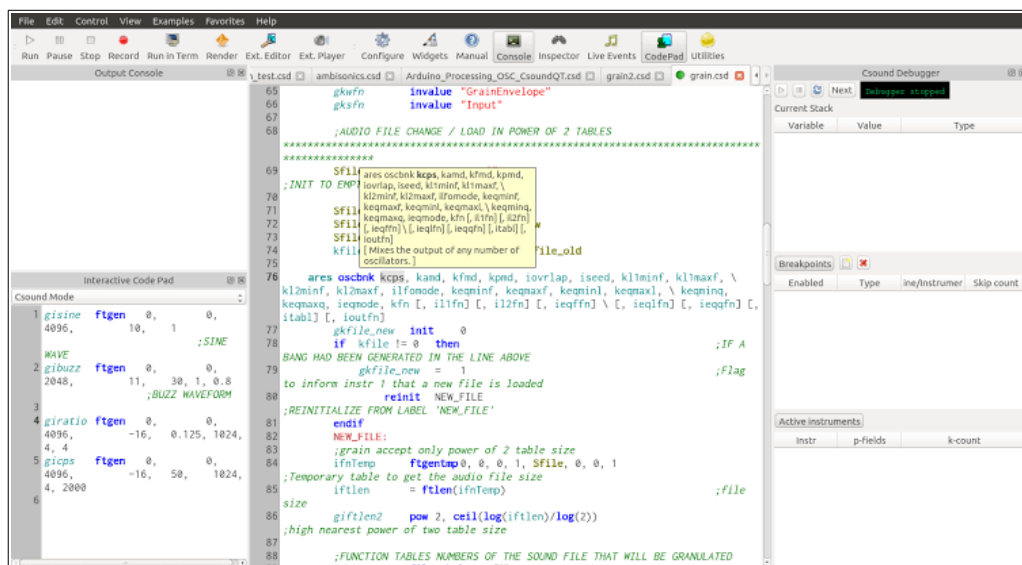 File Edit Control View Examples Favorites Help
Run Pause Stop Record Run in Term Render Ext. Editor Ext. Player Configure Widgets Manual Console Inspector Live Events CodePad Utilities
Output Console
_test.csd ambisonics.csd Arduino_Processing_OSC_CsoundQT.csd grain2.csd grain.csd
65 gkwfn invalue "GrainEnvelope"
66 gksfn invalue "Input"
67
68 ;AUDIO FILE CHANGE / LOAD IN POWER OF 2 TABLES
*******************************************************************************
***************
69 Sfil
;INIT TO EMPT
70
71 Sfil
72 Sfil
73 Sfil
74 kfil file_old
75
ares oscbnk kcps, kamd, kfmd, kpmd,
iovrlap, iseed, kl1minf, kl1maxf, \
kl2minf, kl2maxf, ilfomode, keqminf,
keqmaxf, keqminl, keqmaxl, \ keqminq,
keqmaxq, ieqmode, kfn [, il1fn] [, il2fn]
[, ieqffn] \ [, ieqlfn] [, ieqqfn] [, itabl] [,
ioutfn]
[ Mixes the output of any number of
oscillators. ]
76 ares oscbnk kcps, kamd, kfmd, kpmd, iovrlap, iseed, kl1minf, kl1maxf, \
kl2minf, kl2maxf, ilfomode, keqminf, keqmaxf, keqminl, keqmaxl, \ keqminq,
keqmaxq, ieqmode, kfn [, il1fn] [, il2fn] [, ieqffn] \ [, ieqlfn] [, ieqqfn] [,
itabl] [, ioutfn]
77 gkfile_new init 0
78 if kfile != 0 then ;IF A
BANG HAD BEEN GENERATED IN THE LINE ABOVE
79 gkfile_new = 1 ;Flag
to inform instr 1 that a new file is loaded
80 reinit NEW_FILE
;REINITIALIZE FROM LABEL 'NEW_FILE'
81 endif
82 NEW_FILE:
83 ;grain accept only power of 2 table size
84 ifnTemp ftgentmp 0, 0, 0, 1, Sfile, 0, 0, 1
;Temporary table to get the audio file size
85 iftlen = ftlen(ifnTemp) ;file
size
86 giftlen2 pow 2, ceil(log(iftlen)/log(2))
;high nearest power of two table size
87
88 ;FUNCTION TABLES NUMBERS OF THE SOUND FILE THAT WILL BE GRANULATED
Interactive Code Pad
Csound Mode
1 gisine ftgen 0, 0,
4096, 10, 1
;SINE
WAVE
2 gibuzz ftgen 0, 0,
2048, 11, 30, 1, 0.8
;BUZZ WAVEFORM
3
4 giratio ftgen 0, 0,
4096, -16, 0.125, 1024,
4, 4
5 gicps ftgen 0, 0,
4096, -16, 50, 1024,
4, 2000
6
Csound Debugger
Next Debugger stopped
Current Stack
Variable Value Type
Breakpoints
Enabled Type ine/Instrumer Skip count
Active instruments
Instr p-fields k-count